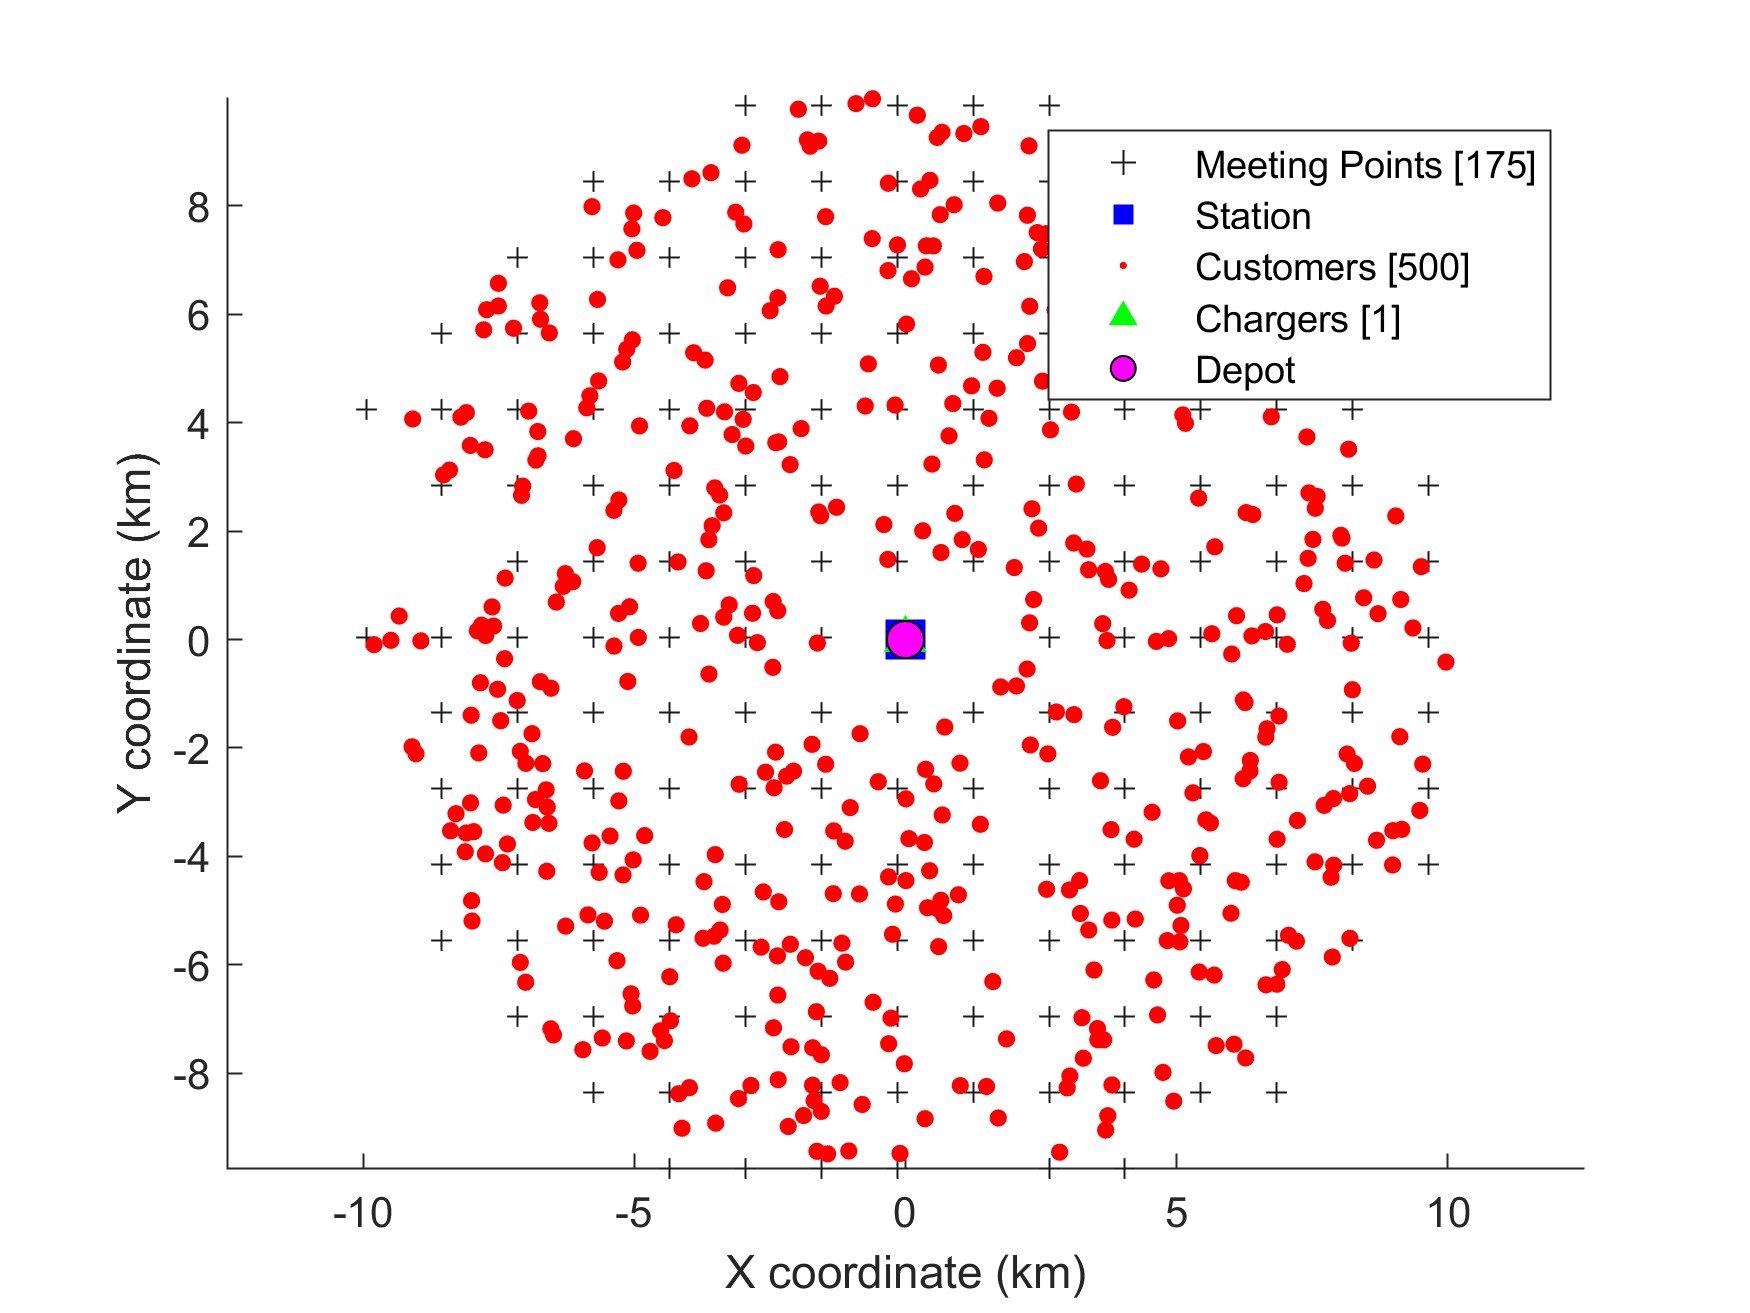 Meeting Points [175]
Station
Customers [500]
Chargers [1]
Depot
Y coordinate (km)
8
6
4
2
0
-2
-4
-6
-8
-10
-5
0
5
10
X coordinate (km)